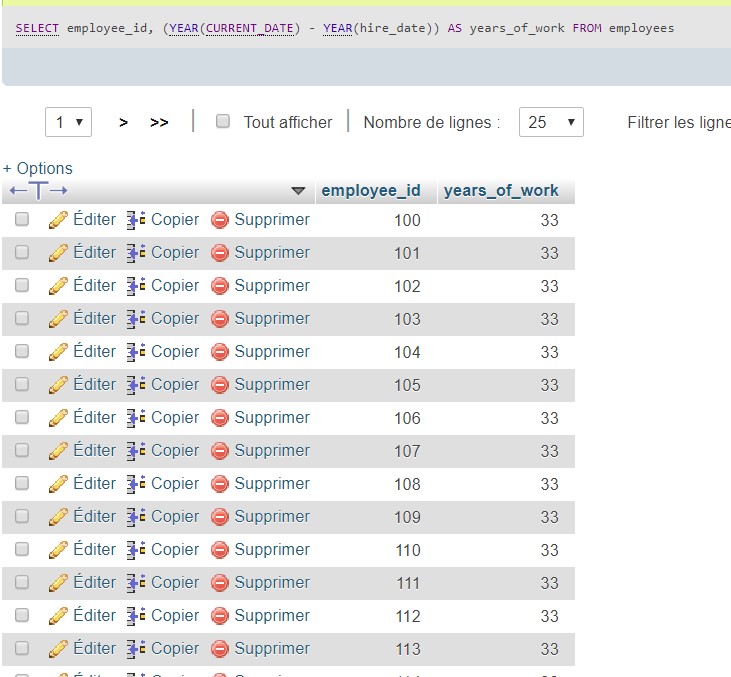 SELECT employee_id, (YEAR(CURRENT_DATE) - YEAR(hire_date)) AS years_of_work FROM employees
1 > >> Tout afficher Nombre de lignes : 25 Filtrer les ligne
+ Options
employee_id years_of_work
Éditer Copier Supprimer 100 33
Éditer Copier Supprimer 101 33
Éditer Copier Supprimer 102 33
Éditer Copier Supprimer 103 33
Éditer Copier Supprimer 104 33
Éditer Copier Supprimer 105 33
Éditer Copier Supprimer 106 33
Éditer Copier Supprimer 107 33
Éditer Copier Supprimer 108 33
Éditer Copier Supprimer 109 33
Éditer Copier Supprimer 110 33
Éditer Copier Supprimer 111 33
Éditer Copier Supprimer 112 33
Éditer Copier Supprimer 113 33